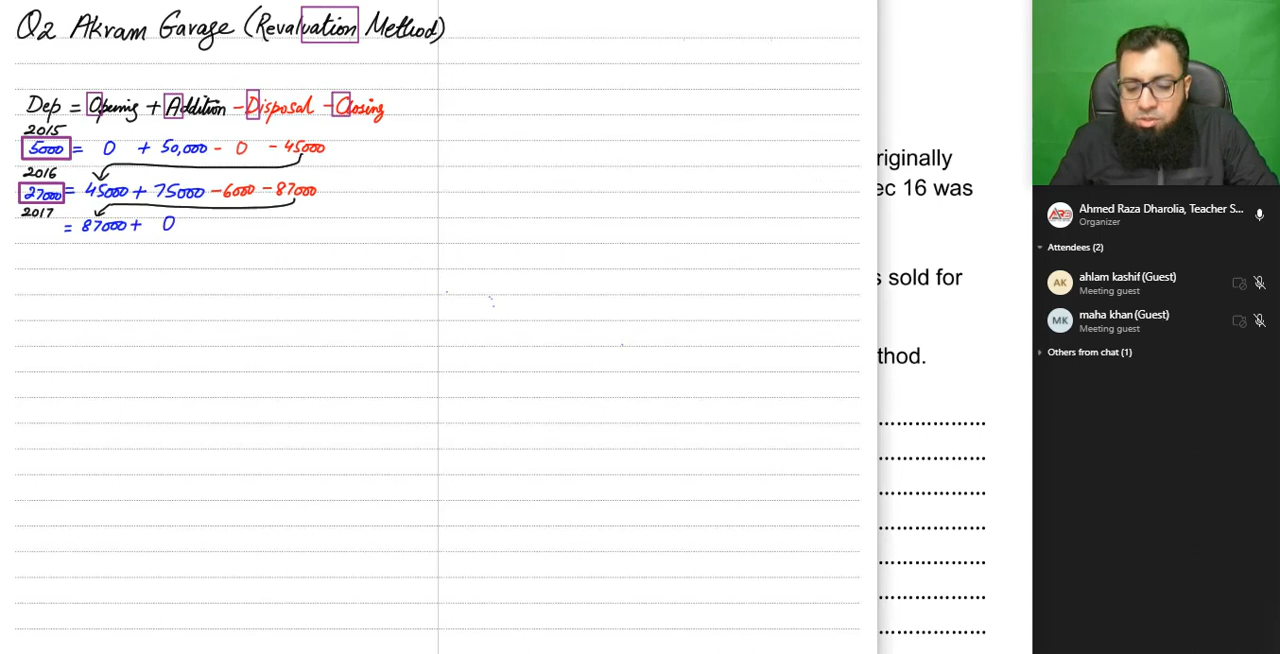 Q2 Akram Garage (Revaluation Method)
Dep = Opening + Addition - Disposal - Closing
2015
5000 = 0 + 50,000 - 0 - 45000
2016
27000 = 45000 + 75000 - 6000 - 87000
2017
= 87000 + 0
riginally
ec 16 was
s sold for
thod.
Ahmed Raza Dharolia, Teacher S...
Organizer
Attendees (2)
AK
ahlam kashif (Guest)
Meeting guest
MK
maha khan (Guest)
Meeting guest
Others from chat (1)